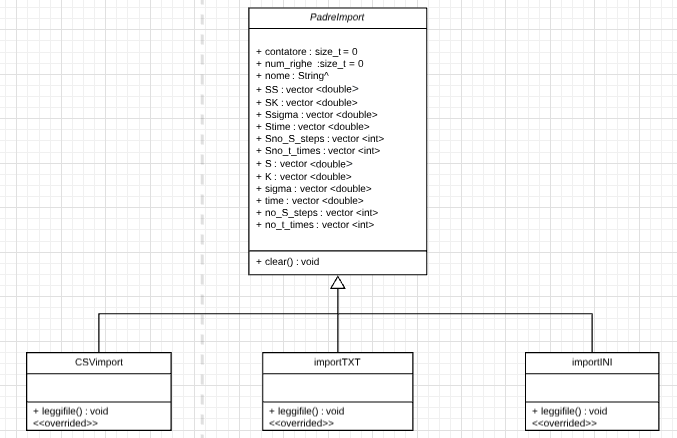 PadreImport
+ contatore : size_t = 0
+ num_righe :size_t = 0
+ nome : String^
+ SS : vector <double>
+ SK : vector <double>
+ Ssigma : vector <double>
+ Stime : vector <double>
+ Sno_S_steps : vector <int>
+ Sno_t_times : vector <int>
+ S : vector <double>
+ K : vector <double>
+ sigma : vector <double>
+ time : vector <double>
+ no_S_steps : vector <int>
+ no_t_times : vector <int>
+ clear() : void
CSVimport
+ leggifile() : void
<<overrided>>
importTXT
+ leggifile() : void
<<overrided>>
importINI
+ leggifile() : void
<<overrided>>